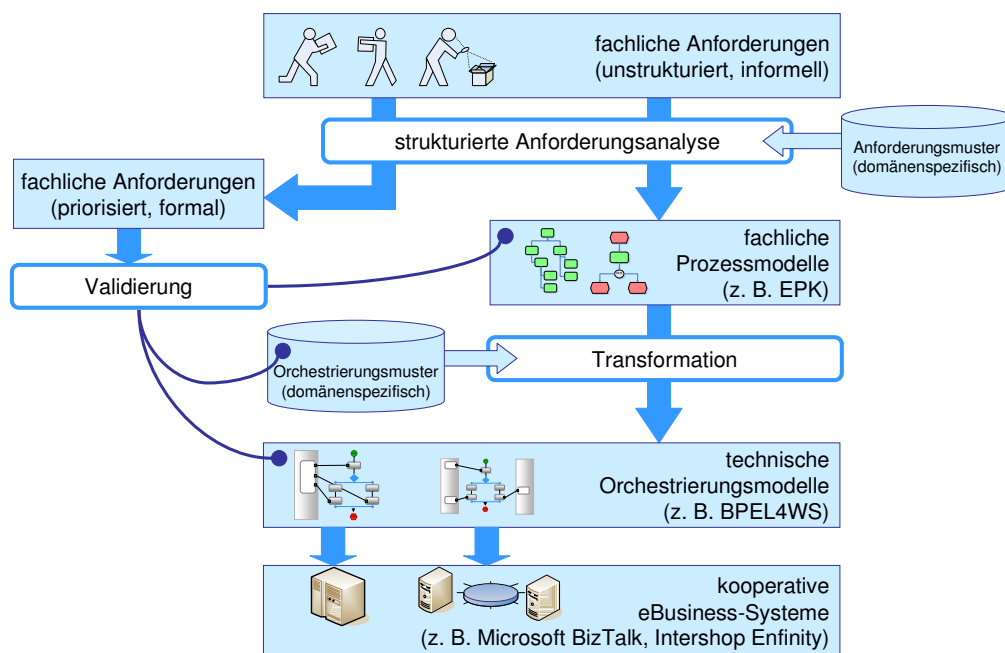 fachliche Anforderungen
(unstrukturiert, informell)
strukturierte Anforderungsanalyse
Anforderungsmuster
(domänenspezifisch)
fachliche Anforderungen
(priorisiert, formal)
fachliche
Prozessmodelle
(z. B. EPK)
Validierung
Orchestrierungsmuster
(domänenspezifisch)
Transformation
technische
Orchestrierungsmodelle
(z. B. BPEL4WS)
kooperative
eBusiness-Systeme
(z. B. Microsoft BizTalk, Intershop Enfinity)